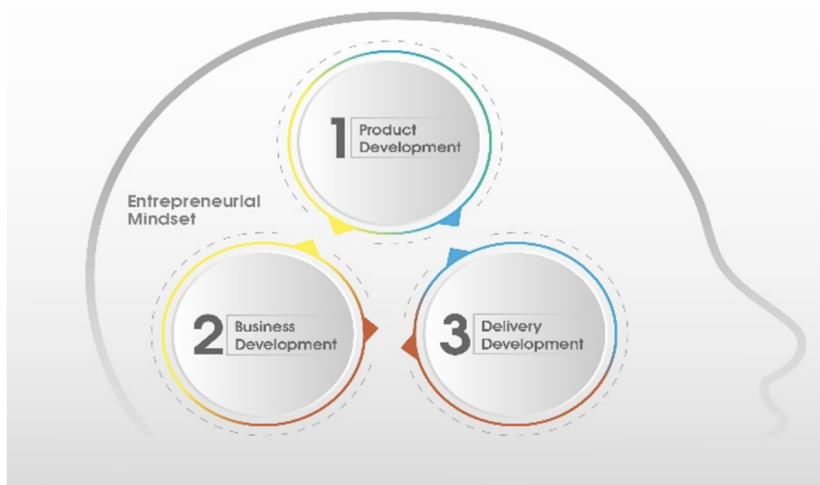 1 Product
Development
Entrepreneurial
Mindset
2 Business
Development
3 Delivery
Development